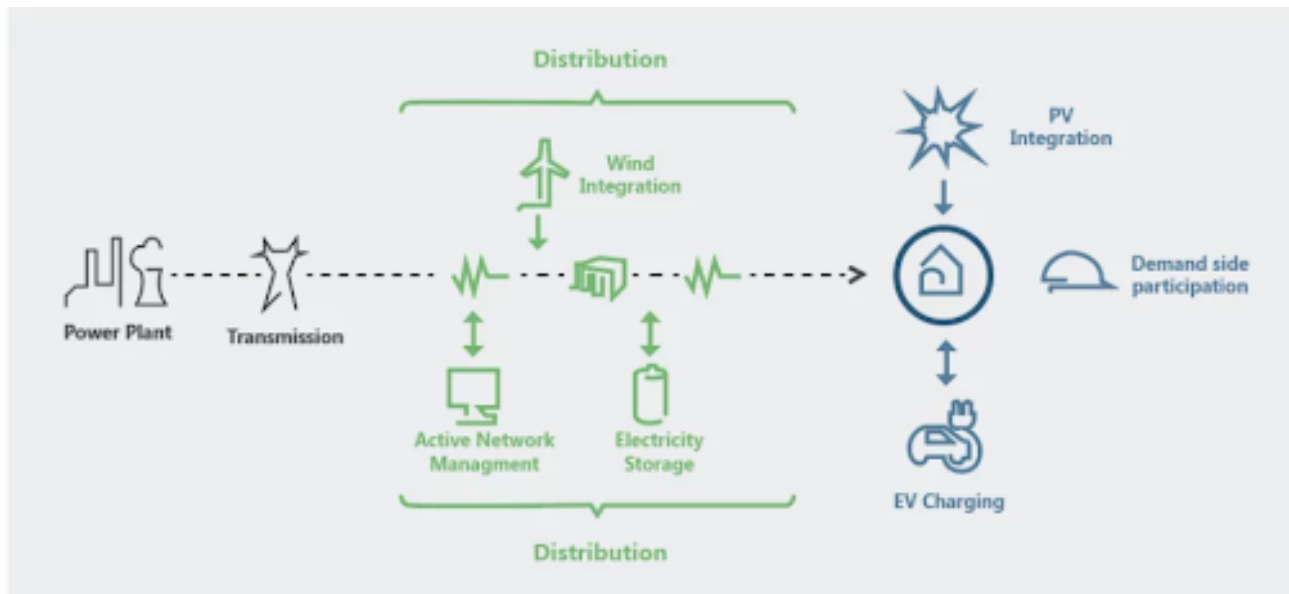 Distribution
PV
Integration
Wind
Integration
Demand side
participation
Power Plant
Transmission
Active Network
Managment
Electricity
Storage
EV Charging
Distribution